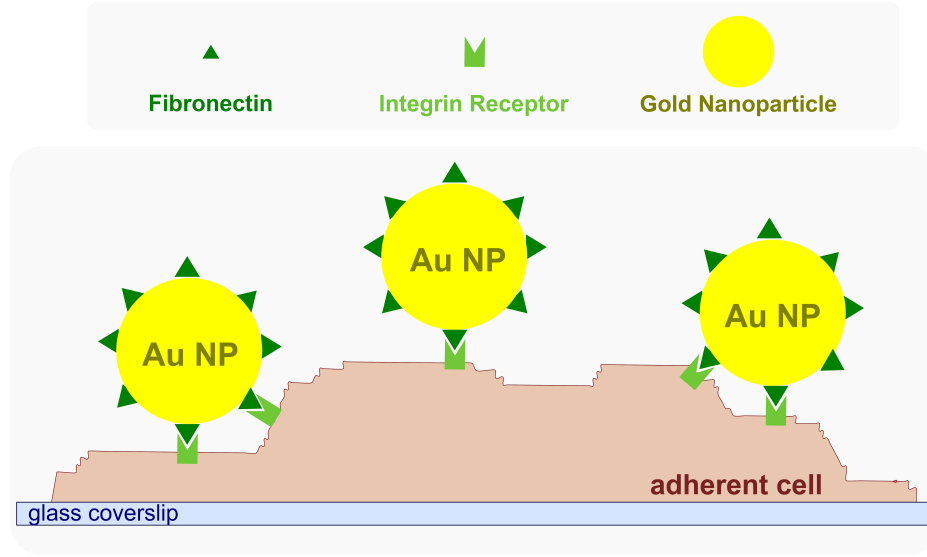 Fibronectin
Integrin Receptor
Gold Nanoparticle
Au NP
Au NP
Au NP
adherent cell
glass coverslip